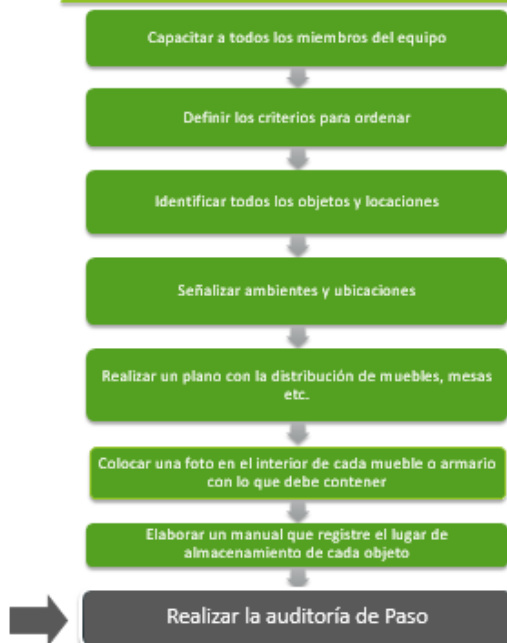 Capacitar a todos los miembros del equipo
Definir los criterios para ordenar
Identificar todos los objetos y locaciones
Señalizar ambientes y ubicaciones
Realizar un plano con la distribución de muebles, mesas
etc.
Colocar una foto en el interior de cada mueble o armario
con lo que debe contener
Elaborar un manual que registre el lugar de
almacenamiento de cada objeto
Realizar la auditoría de Paso